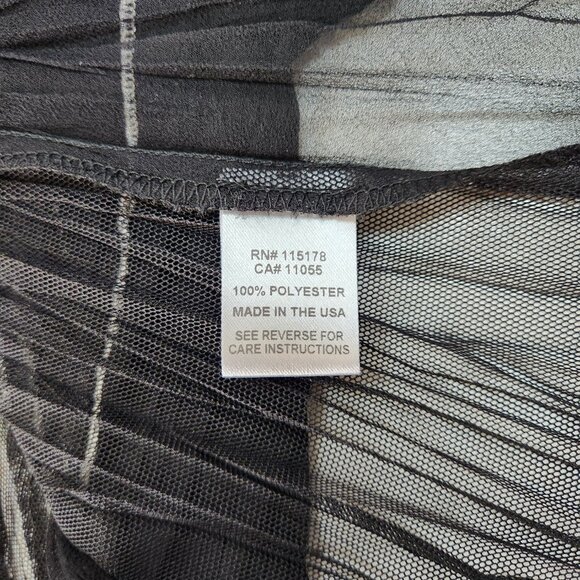 RN# 115178
CA# 11055
100% POLYESTER
MADE IN THE USA
SEE REVERSE FOR
CARE INSTRUCTIONS